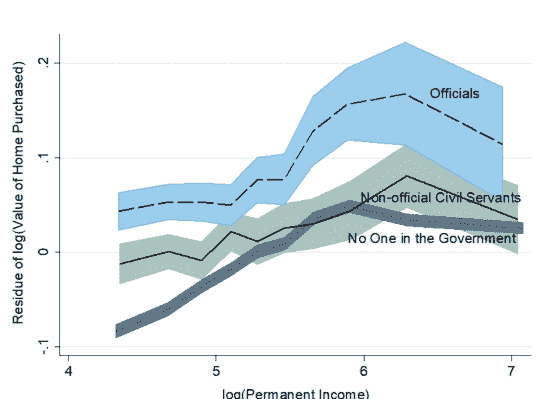 Residue of log(Value of Home Purchased)
.2
.1
0
-.1
Officials
Non-official Civil Servants
No One in the Government
4
5
6
7
log(Permanent Income)